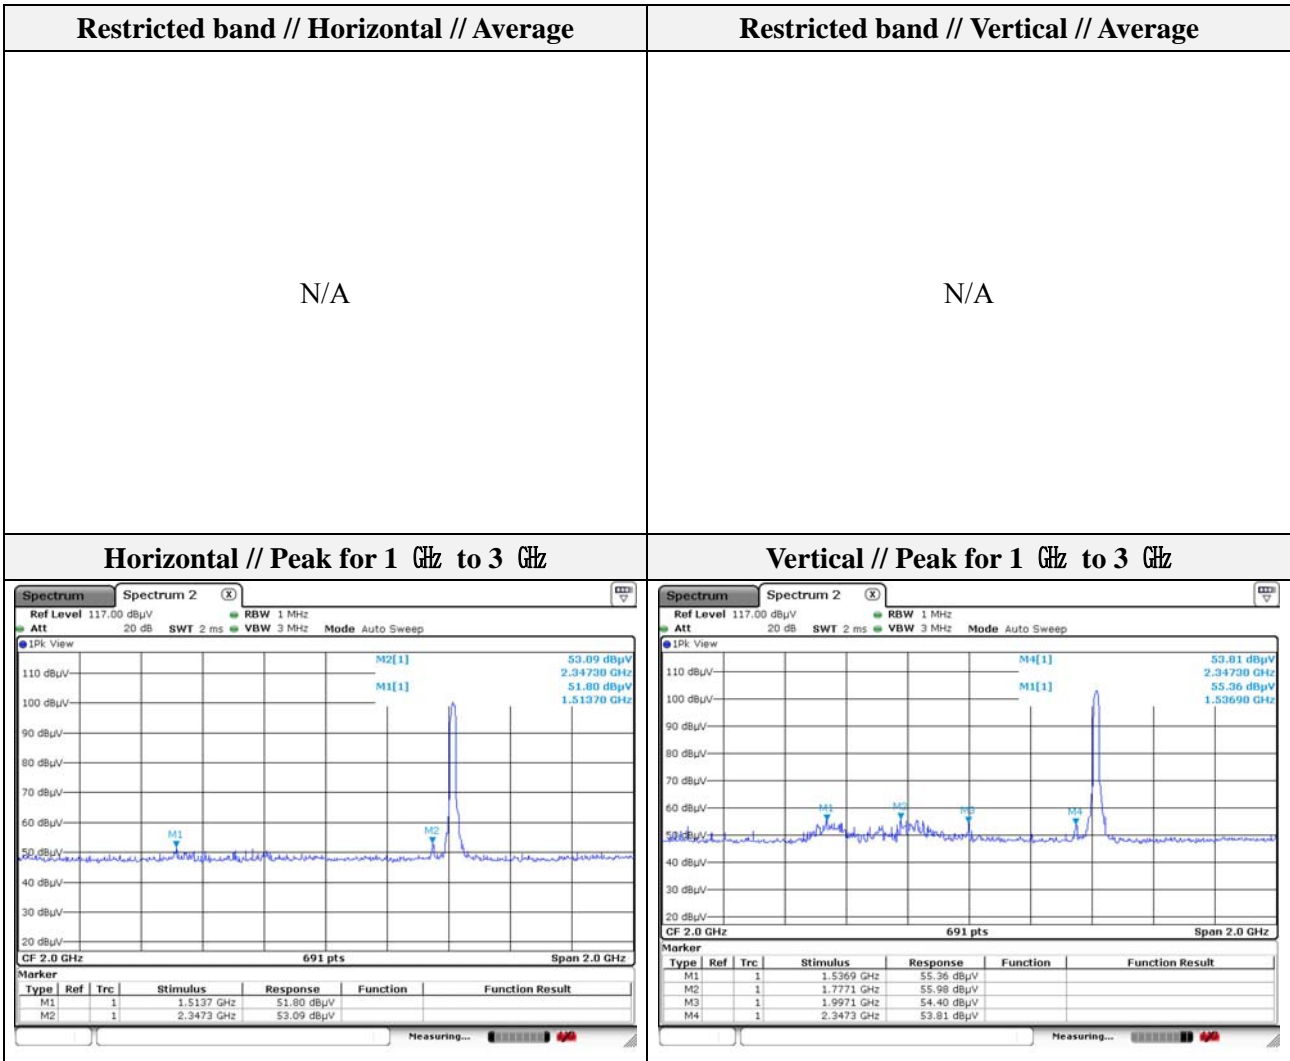 Restricted band // Horizontal // Average
Restricted band // Vertical // Average
N/A
N/A
Horizontal // Peak for 1 ㎓ to 3 ㎓
Vertical // Peak for 1 ㎓ to 3 ㎓
Spectrum Spectrum 2 X
Ref Level 117.00 dBµV RBW 1 MHz
Att 20 dB SWT 2 ms VBW 3 MHz Mode Auto Sweep
1Pk View
M2[1] 53.09 dBµV
2.34730 GHz
M1[1] 51.80 dBµV
1.51370 GHz
110 dBµV
100 dBµV
90 dBµV
80 dBµV
70 dBµV
60 dBµV
50 dBµV
40 dBµV
30 dBµV
20 dBµV
M1
M2
CF 2.0 GHz 691 pts Span 2.0 GHz
Marker
Type Ref Trc Stimulus Response Function Function Result
M1 1 1.5137 GHz 51.80 dBµV
M2 1 2.3473 GHz 53.09 dBµV
Measuring...
Spectrum Spectrum 2 X
Ref Level 117.00 dBµV RBW 1 MHz
Att 20 dB SWT 2 ms VBW 3 MHz Mode Auto Sweep
1Pk View
M4[1] 53.81 dBµV
2.34730 GHz
M1[1] 55.36 dBµV
1.53690 GHz
110 dBµV
100 dBµV
90 dBµV
80 dBµV
70 dBµV
60 dBµV
50 dBµV
40 dBµV
30 dBµV
20 dBµV
M1
M2
M3
M4
CF 2.0 GHz 691 pts Span 2.0 GHz
Marker
Type Ref Trc Stimulus Response Function Function Result
M1 1 1.5369 GHz 55.36 dBµV
M2 1 1.7771 GHz 55.98 dBµV
M3 1 1.9971 GHz 54.40 dBµV
M4 1 2.3473 GHz 53.81 dBµV
Measuring...